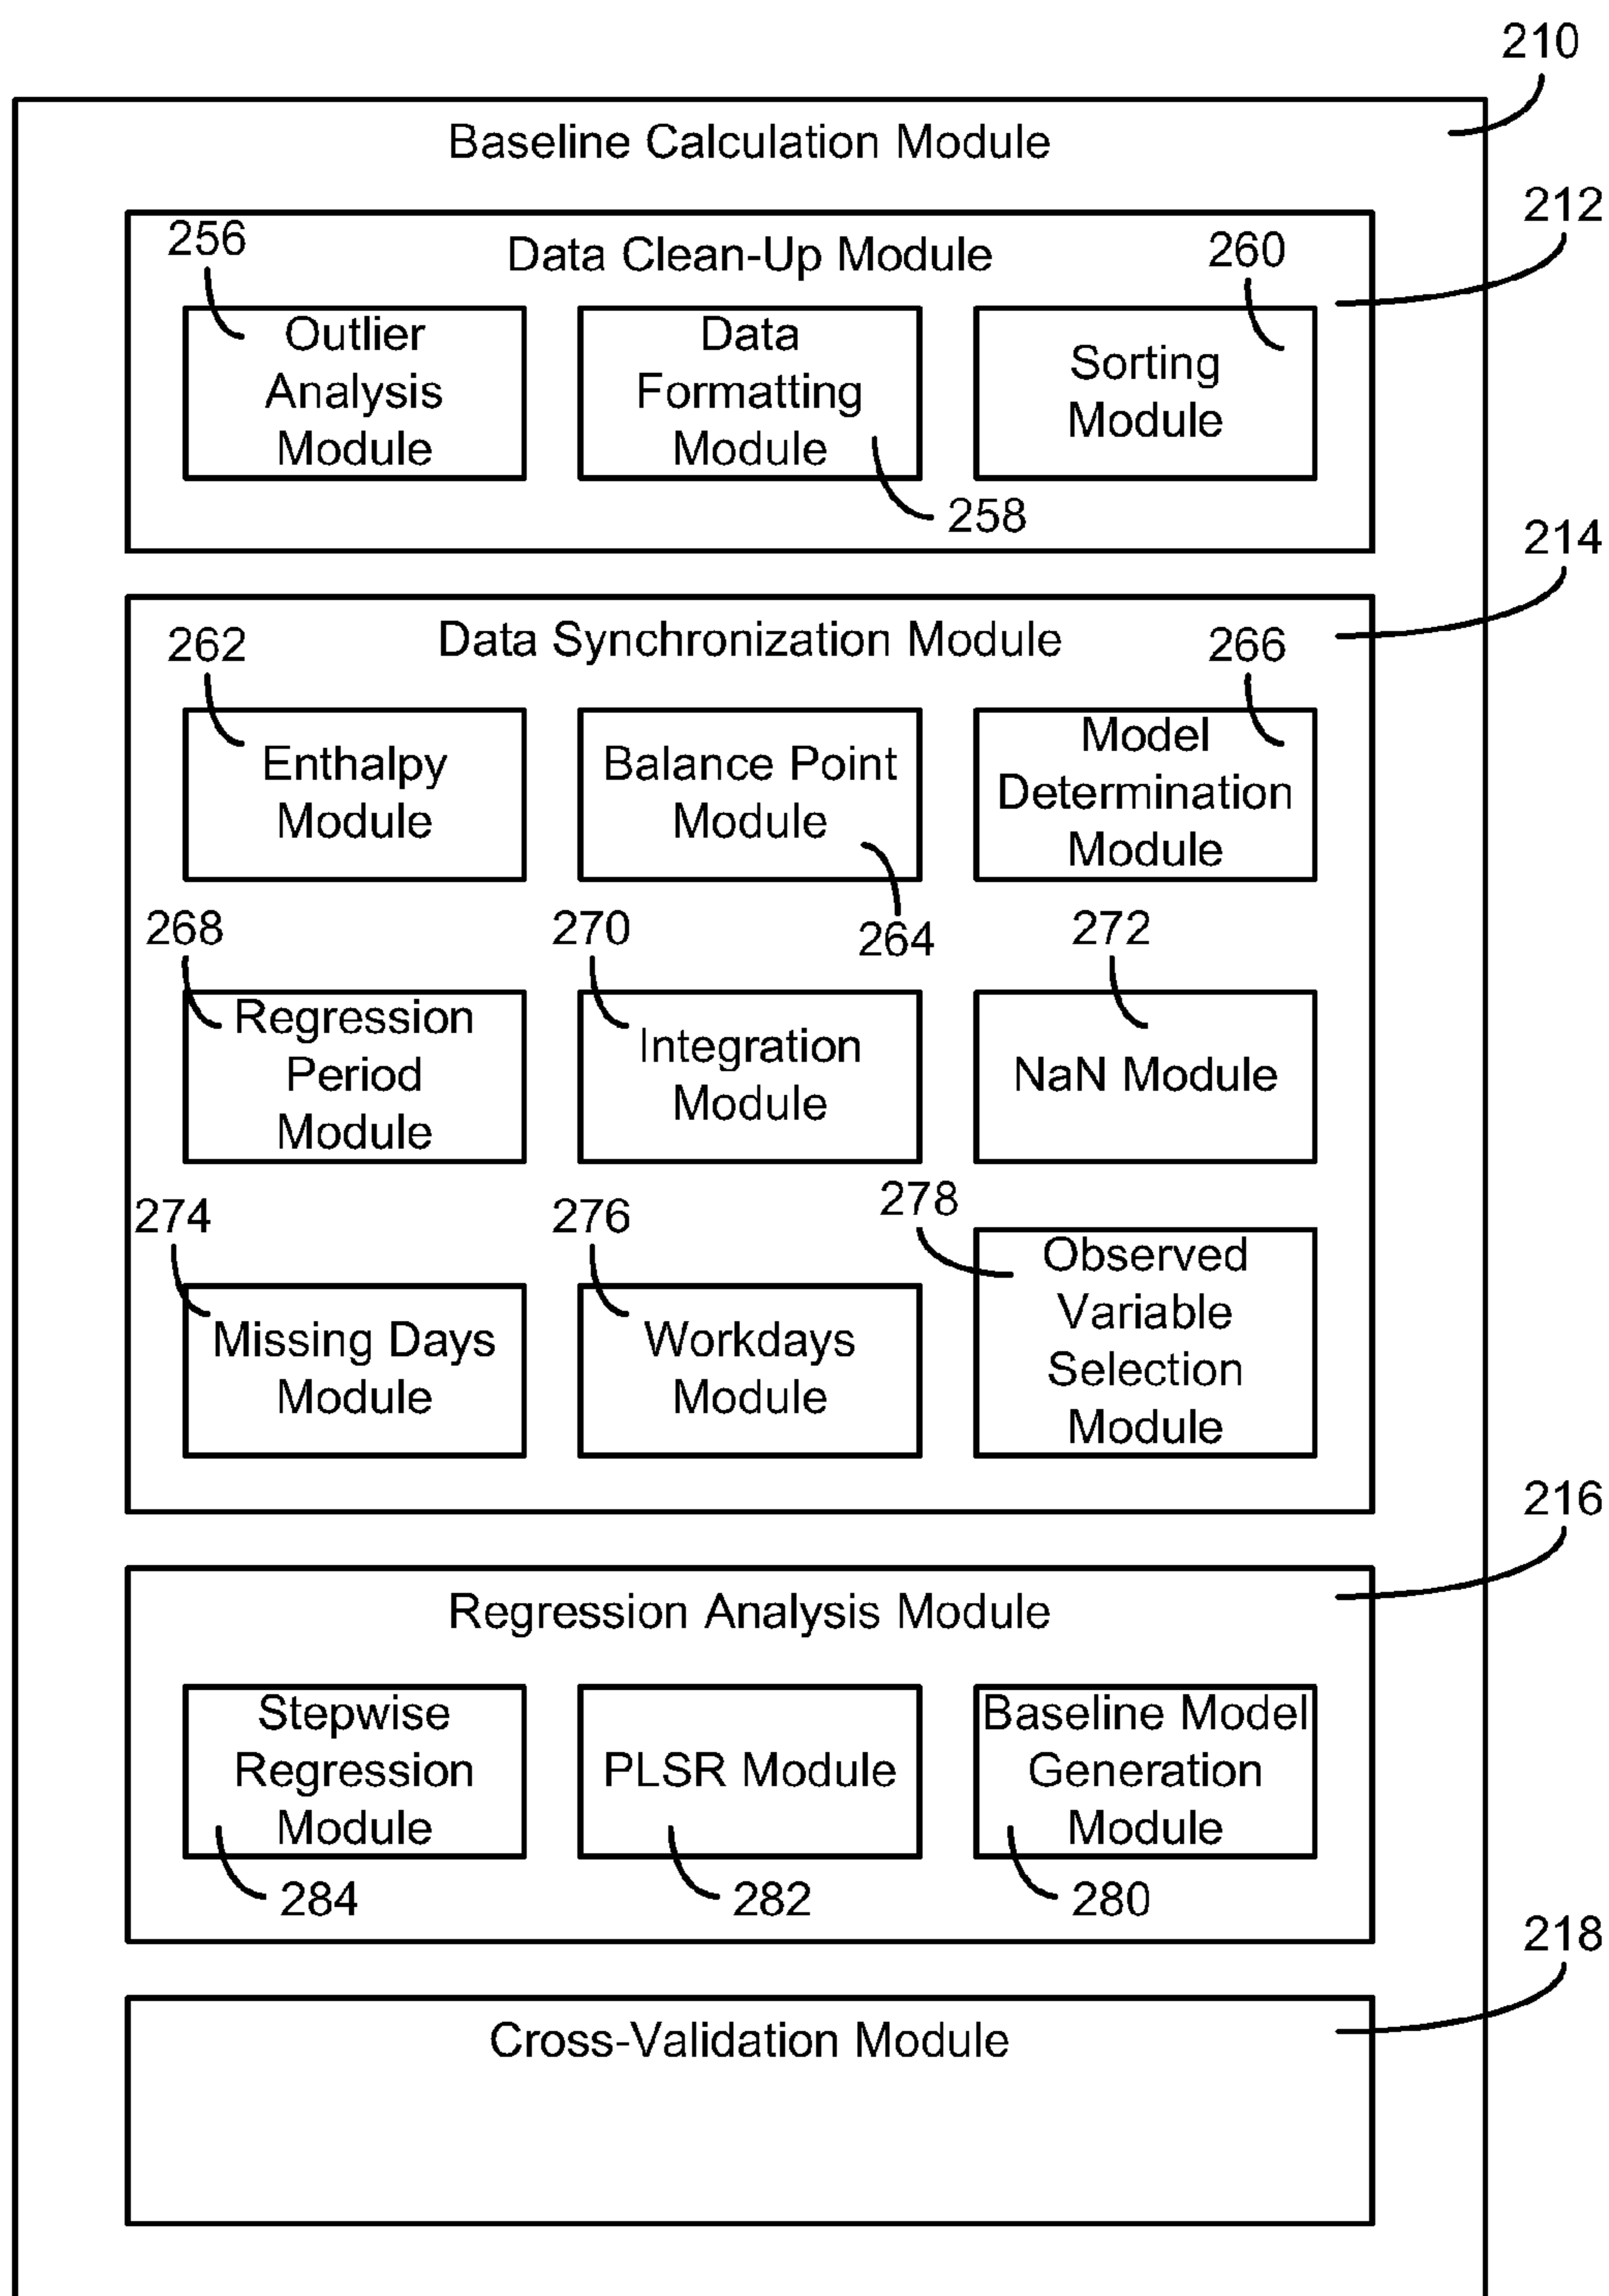 210
Baseline Calculation Module
212
256
Data Clean-Up Module
260
Outlier
Analysis
Module
Data
Formatting
Module
Sorting
Module
258
214
262
Data Synchronization Module
266
Enthalpy
Module
Balance Point
Module
Model
Determination
Module
264
268
270
272
Regression
Period
Module
Integration
Module
NaN Module
274
276
278
Missing Days
Module
Workdays
Module
Observed
Variable
Selection
Module
216
Regression Analysis Module
Stepwise
Regression
Module
PLSR Module
Baseline Model
Generation
Module
284
282
280
218
Cross-Validation Module